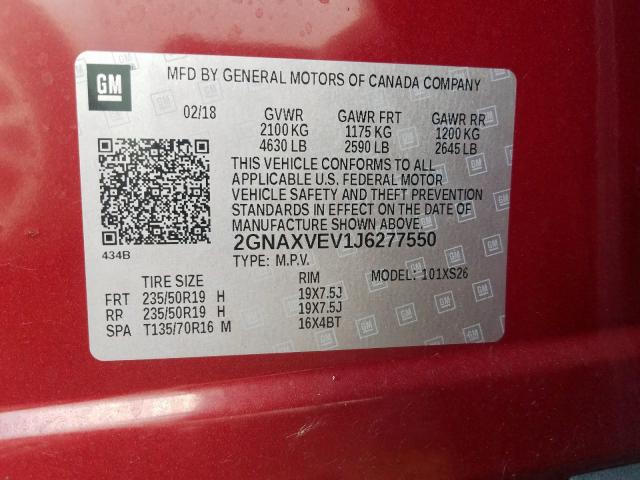 GM
MFD BY GENERAL MOTORS OF CANADA COMPANY
02/18 GVWR GAWR FRT GAWR RR
2100 KG 1175 KG 1200 KG
4630 LB 2590 LB 2645 LB
THIS VEHICLE CONFORMS TO ALL
APPLICABLE U.S. FEDERAL MOTOR
VEHICLE SAFETY AND THEFT PREVENTION
STANDARDS IN EFFECT ON THE DATE OF
MANUFACTURE SHOWN ABOVE.
434B
2GNAXVEV1J6277550
TYPE: M.P.V. MODEL: 101XS26
TIRE SIZE RIM
FRT 235/50R19 H 19X7.5J
RR 235/50R19 H 19X7.5J
SPA T135/70R16 M 16X4BT